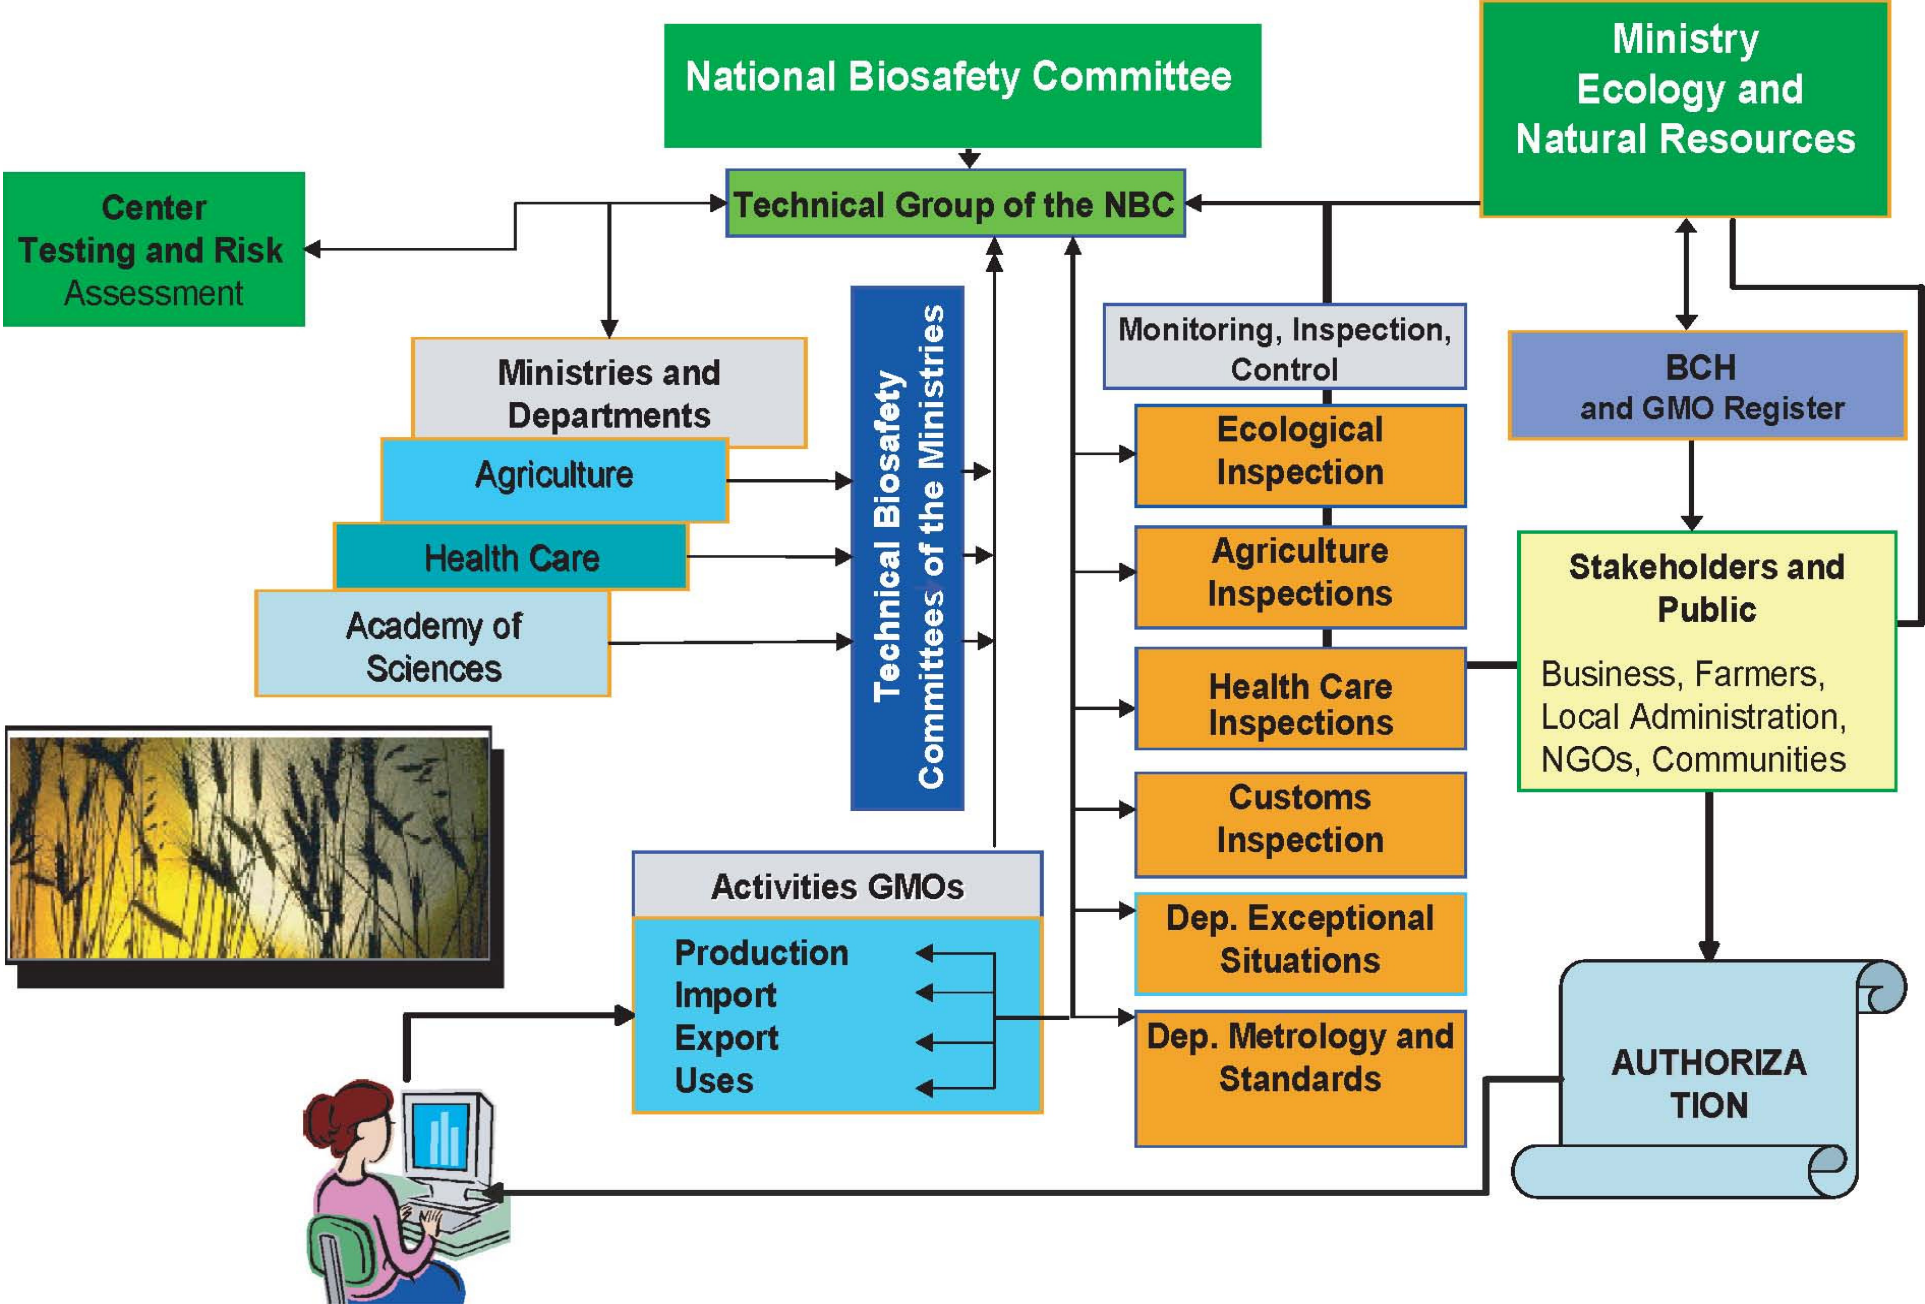 National Biosafety Committee
Ministry
Ecology and
Natural Resources
Center
Testing and Risk
Assessment
Technical Group of the NBC
Ministries and
Departments
Agriculture
Health Care
Academy of
Sciences
Technical Biosafety
Committees of the Ministries
Monitoring, Inspection,
Control
Ecological
Inspection
Agriculture
Inspections
Health Care
Inspections
Customs
Inspection
Dep. Exceptional
Situations
Dep. Metrology and
Standards
BCH
and GMO Register
Stakeholders and
Public
Business, Farmers,
Local Administration,
NGOs, Communities
Activities GMOs
Production
Import
Export
Uses
AUTHORIZA
TION